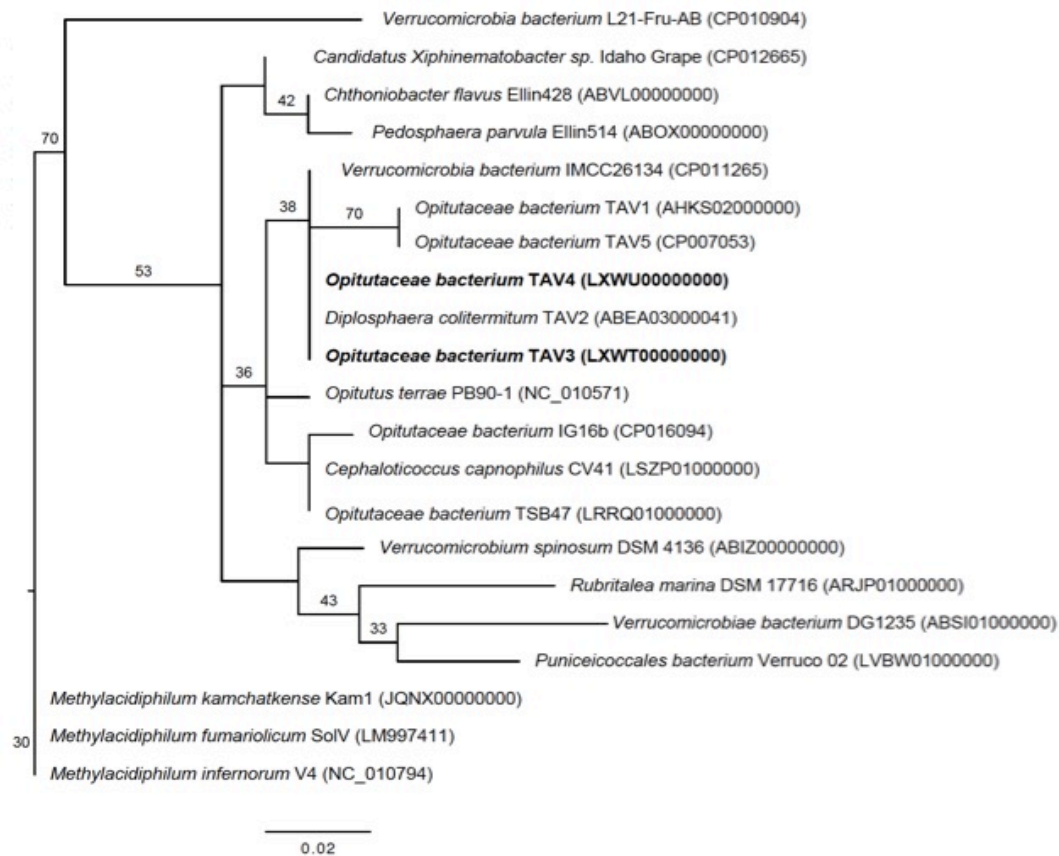 Verrucomicrobia bacterium L21-Fru-AB (CP010904)
Candidatus Xiphinematobacter sp. Idaho Grape (CP012665)
42 Chthoniobacter flavus Ellin428 (ABVL00000000)
Pedosphaera parvula Ellin514 (ABOX00000000)
70
Verrucomicrobia bacterium IMCC26134 (CP011265)
38 70 Opitutaceae bacterium TAV1 (AHKS02000000)
Opitutaceae bacterium TAV5 (CP007053)
53 Opitutaceae bacterium TAV4 (LXWU00000000)
Diplosphaera colitermitum TAV2 (ABEA03000041)
Opitutaceae bacterium TAV3 (LXWT00000000)
36
Opitutus terrae PB90-1 (NC_010571)
Opitutaceae bacterium IG16b (CP016094)
Cephaloticoccus capnophilus CV41 (LSZP01000000)
Opitutaceae bacterium TSB47 (LRRQ01000000)
Verrucomicrobium spinosum DSM 4136 (ABIZ00000000)
43 Rubritalea marina DSM 17716 (ARJP01000000)
33 Verrucomicrobiae bacterium DG1235 (ABSI01000000)
Puniceicoccales bacterium Verruco 02 (LVBW01000000)
Methylacidiphilum kamchatkense Kam1 (JQNX00000000)
30 Methylacidiphilum fumariolicum SolV (LM997411)
Methylacidiphilum infernorum V4 (NC_010794)
0.02